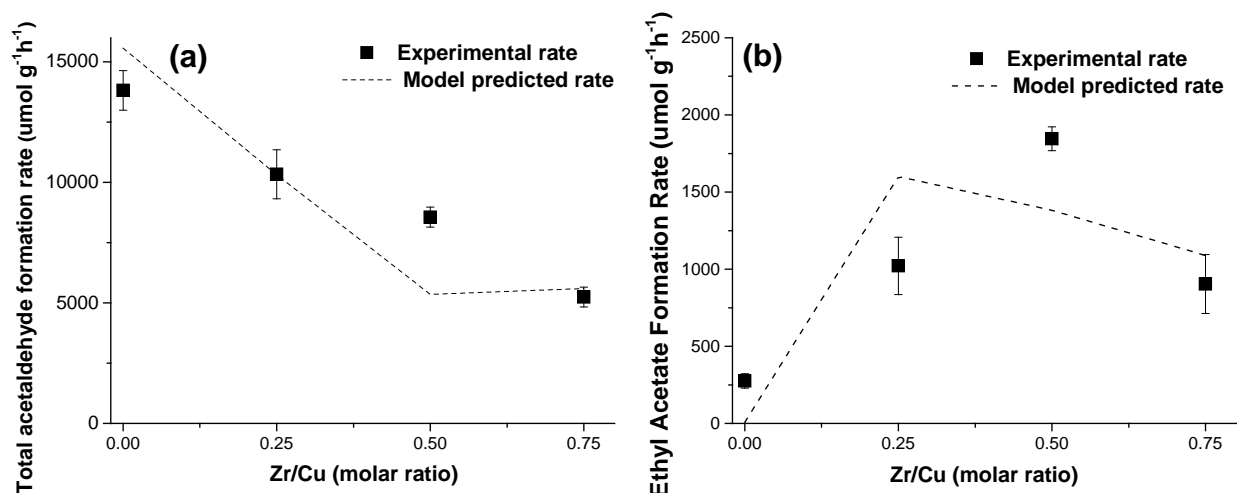 (a)
Experimental rate
Model predicted rate
Total acetaldehyde formation rate (umol g⁻¹h⁻¹)
15000
10000
5000
0
0.00 0.25 0.50 0.75
Zr/Cu (molar ratio)
(b)
Experimental rate
Model predicted rate
Ethyl Acetate Formation Rate (umol g⁻¹h⁻¹)
2500
2000
1500
1000
500
0
0.00 0.25 0.50 0.75
Zr/Cu (molar ratio)